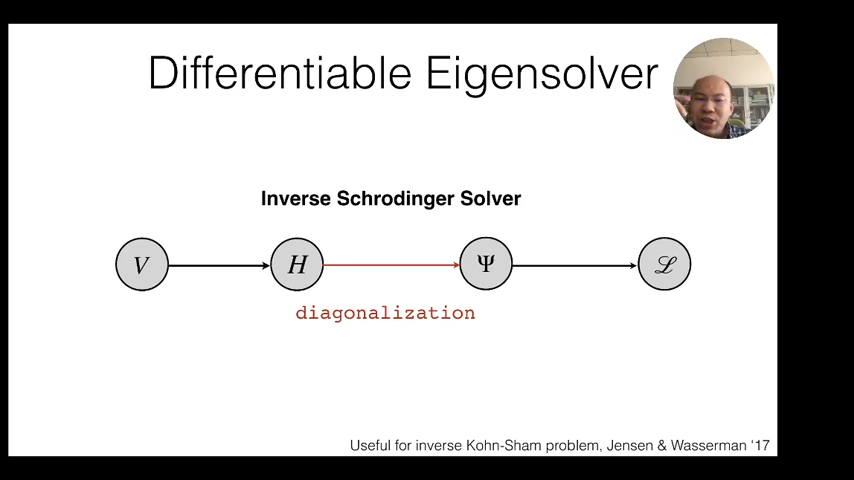 Differentiable Eigensolver
Inverse Schrodinger Solver
V H Ψ ℒ
diagonalization
Useful for inverse Kohn-Sham problem, Jensen & Wasserman ‘17